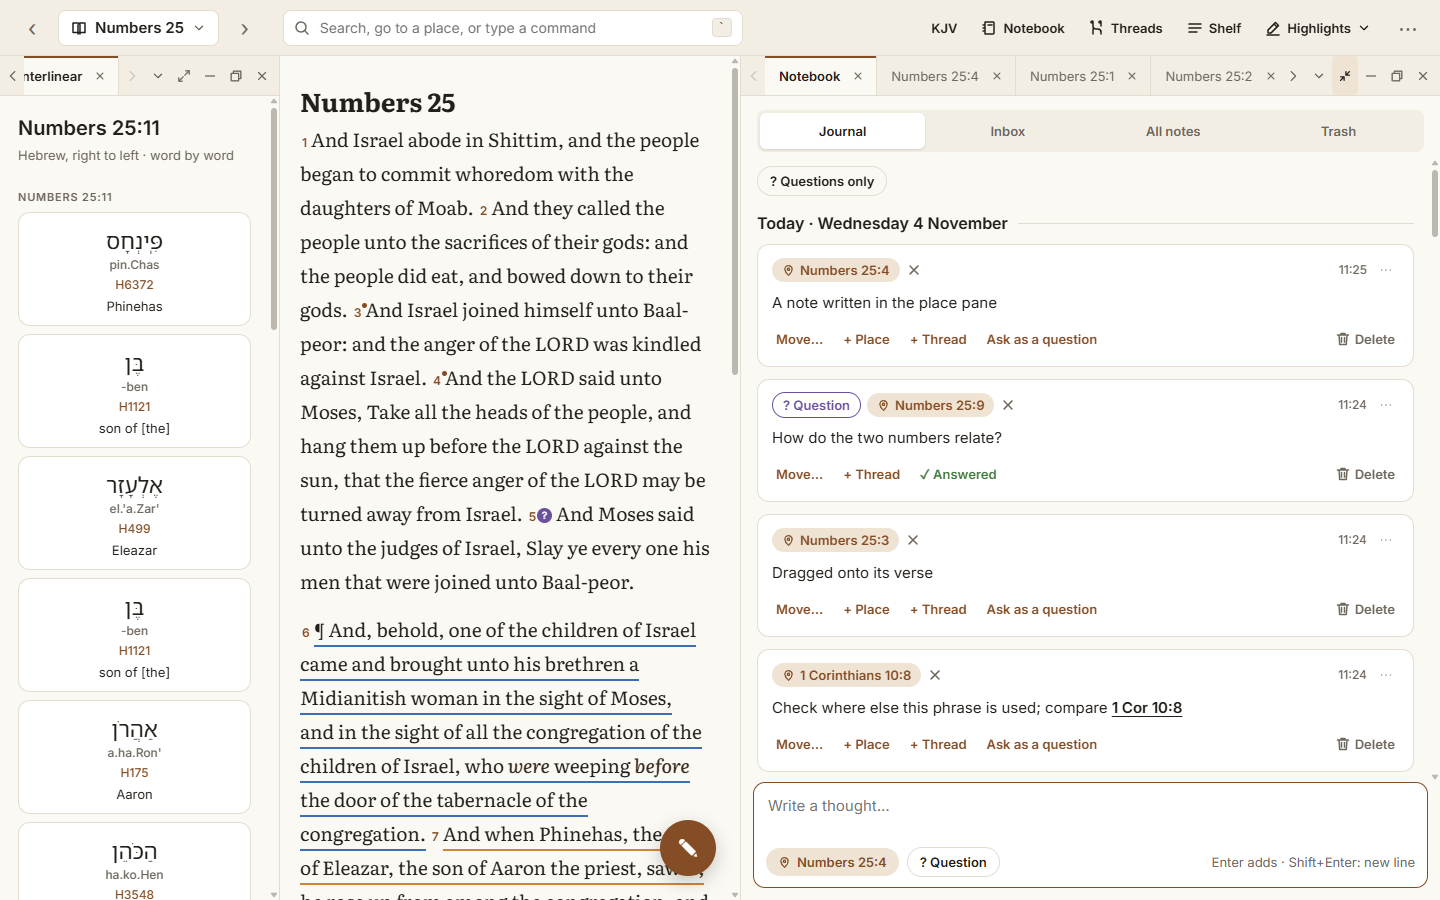 Numbers 25
Search, go to a place, or type a command
`
KJV
Notebook
Threads
Shelf
Highlights
nterlinear
Numbers 25:11
Hebrew, right to left · word by word
NUMBERS 25:11
פִּֽינְחָ֨ס
pin.Chas
H6372
Phinehas
בֶּן
-ben
H1121
son of [the]
אֶלְעָזָ֜ר
el.'a.Zar'
H499
Eleazar
בֶּן
-ben
H1121
son of [the]
אַהֲרֹ֣ן
a.ha.Ron'
H175
Aaron
הַכֹּהֵ֗ן
ha.ko.Hen
H3548
Numbers 25
1 And Israel abode in Shittim, and the people
began to commit whoredom with the
daughters of Moab. 2 And they called the
people unto the sacrifices of their gods: and
the people did eat, and bowed down to their
gods. 3 And Israel joined himself unto Baal-
peor: and the anger of the LORD was kindled
against Israel. 4 And the LORD said unto
Moses, Take all the heads of the people, and
hang them up before the LORD against the
sun, that the fierce anger of the LORD may be
turned away from Israel. 5 ? And Moses said
unto the judges of Israel, Slay ye every one his
men that were joined unto Baal-peor.
6 ¶ And, behold, one of the children of Israel
came and brought unto his brethren a
Midianitish woman in the sight of Moses,
and in the sight of all the congregation of the
children of Israel, who were weeping before
the door of the tabernacle of the
congregation. 7 And when Phinehas, the
of Eleazar, the son of Aaron the priest, saw
he rose up from among the congregation, and
Notebook
Numbers 25:4
Numbers 25:1
Numbers 25:2
Journal
Inbox
All notes
Trash
? Questions only
Today · Wednesday 4 November
Numbers 25:4
11:25
A note written in the place pane
Move... + Place + Thread Ask as a question Delete
? Question Numbers 25:9
11:24
How do the two numbers relate?
Move... + Thread ✓ Answered Delete
Numbers 25:3
11:24
Dragged onto its verse
Move... + Place + Thread Ask as a question Delete
1 Corinthians 10:8
11:24
Check where else this phrase is used; compare 1 Cor 10:8
Move... + Place + Thread Ask as a question Delete
Write a thought...
Numbers 25:4
? Question
Enter adds · Shift+Enter: new line